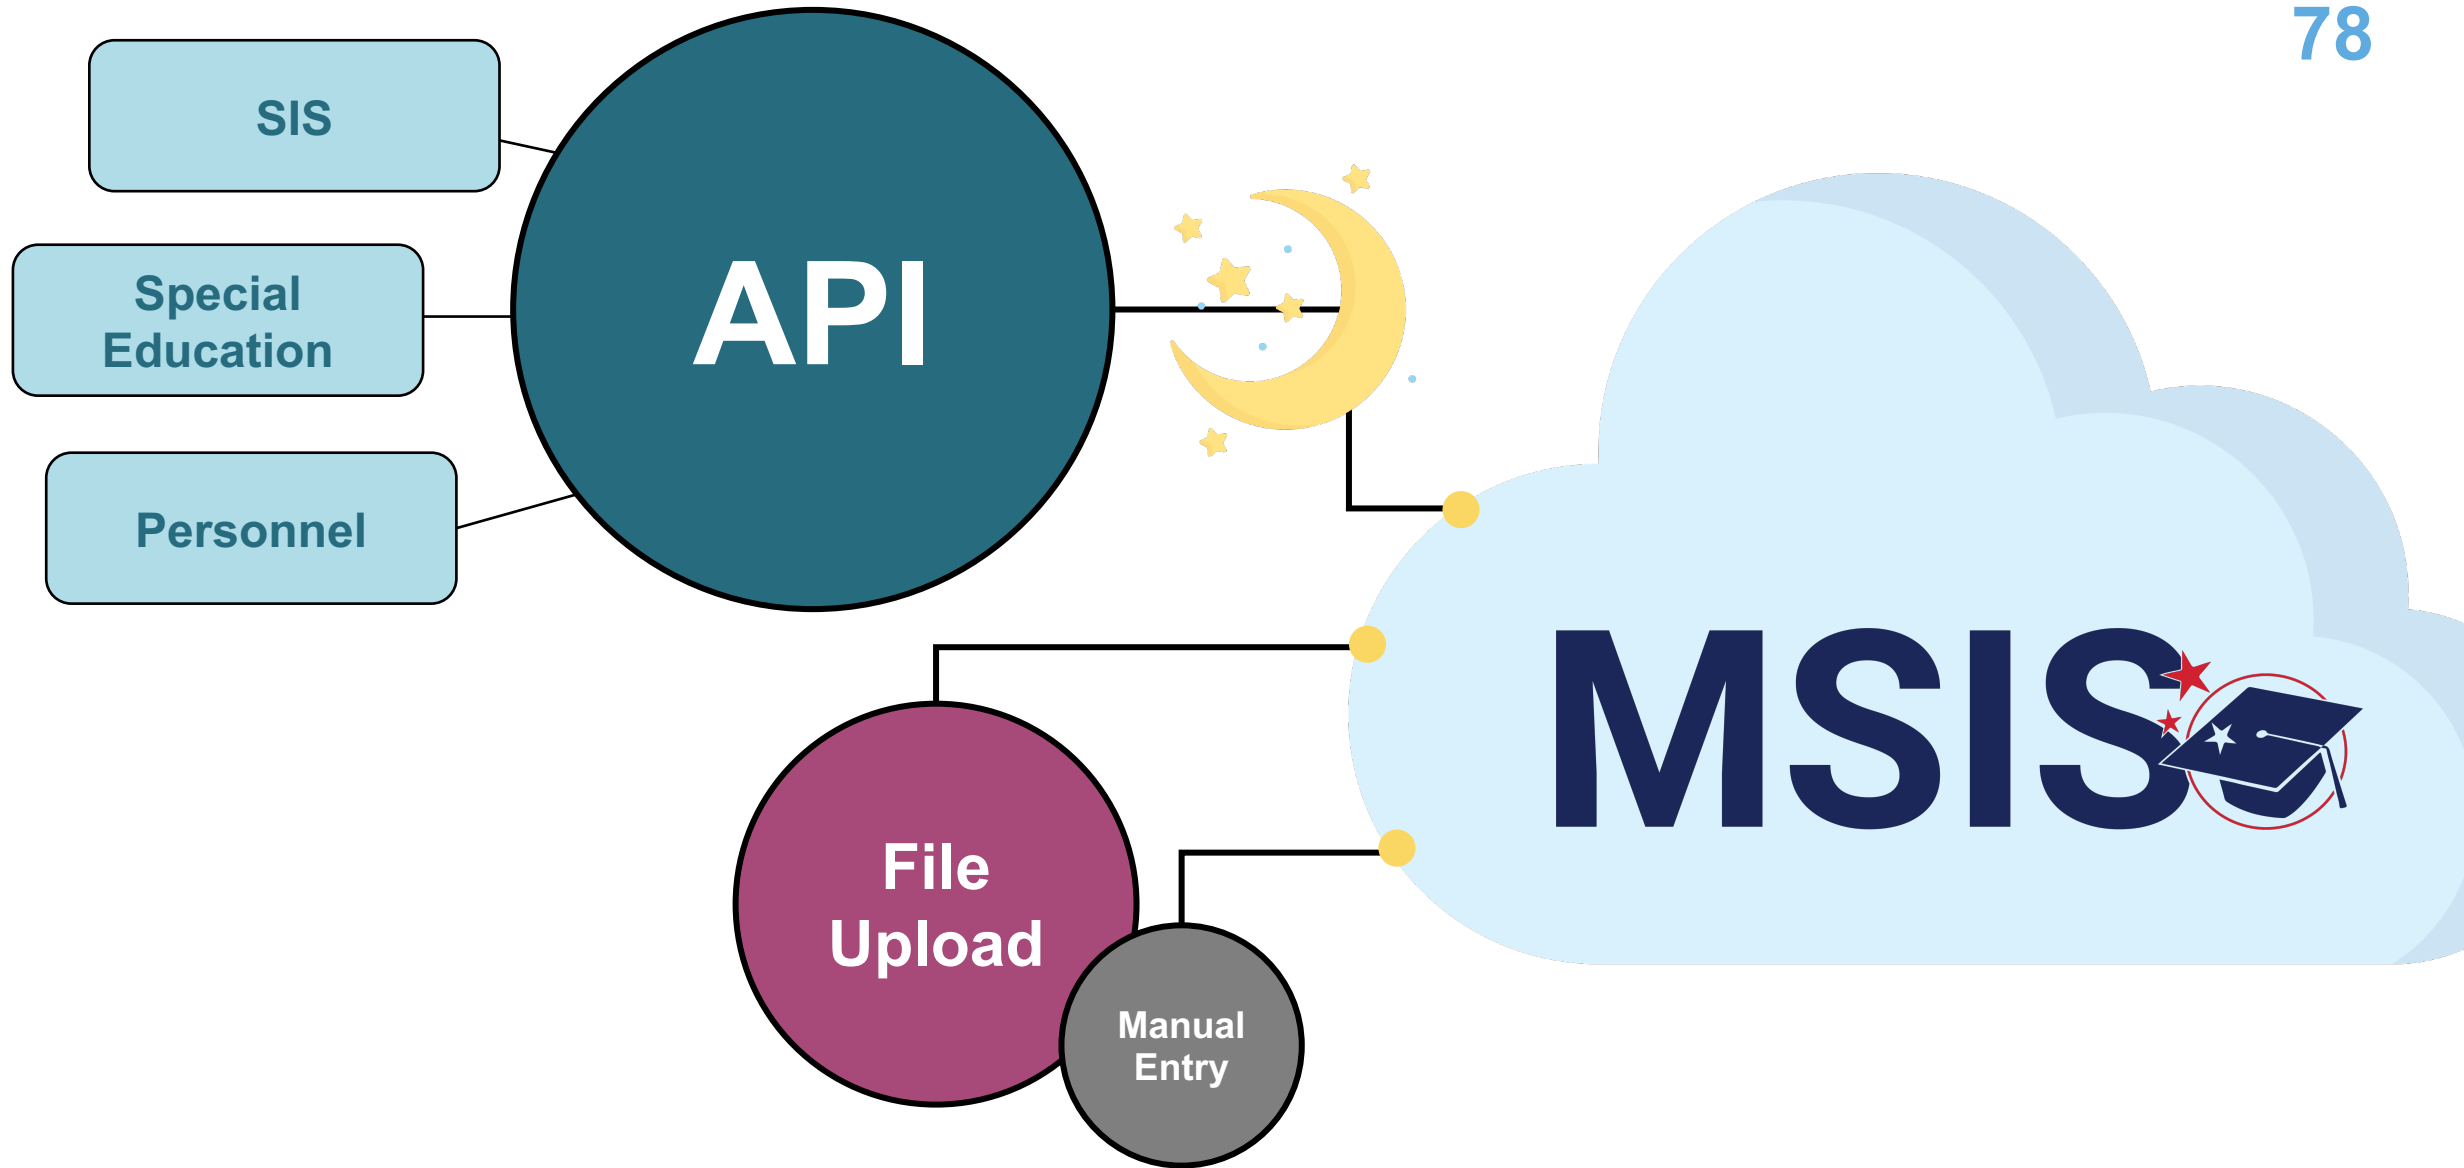 78
SIS
API
Special
Education
Personnel
MSIS
File
Upload
Manual
Entry